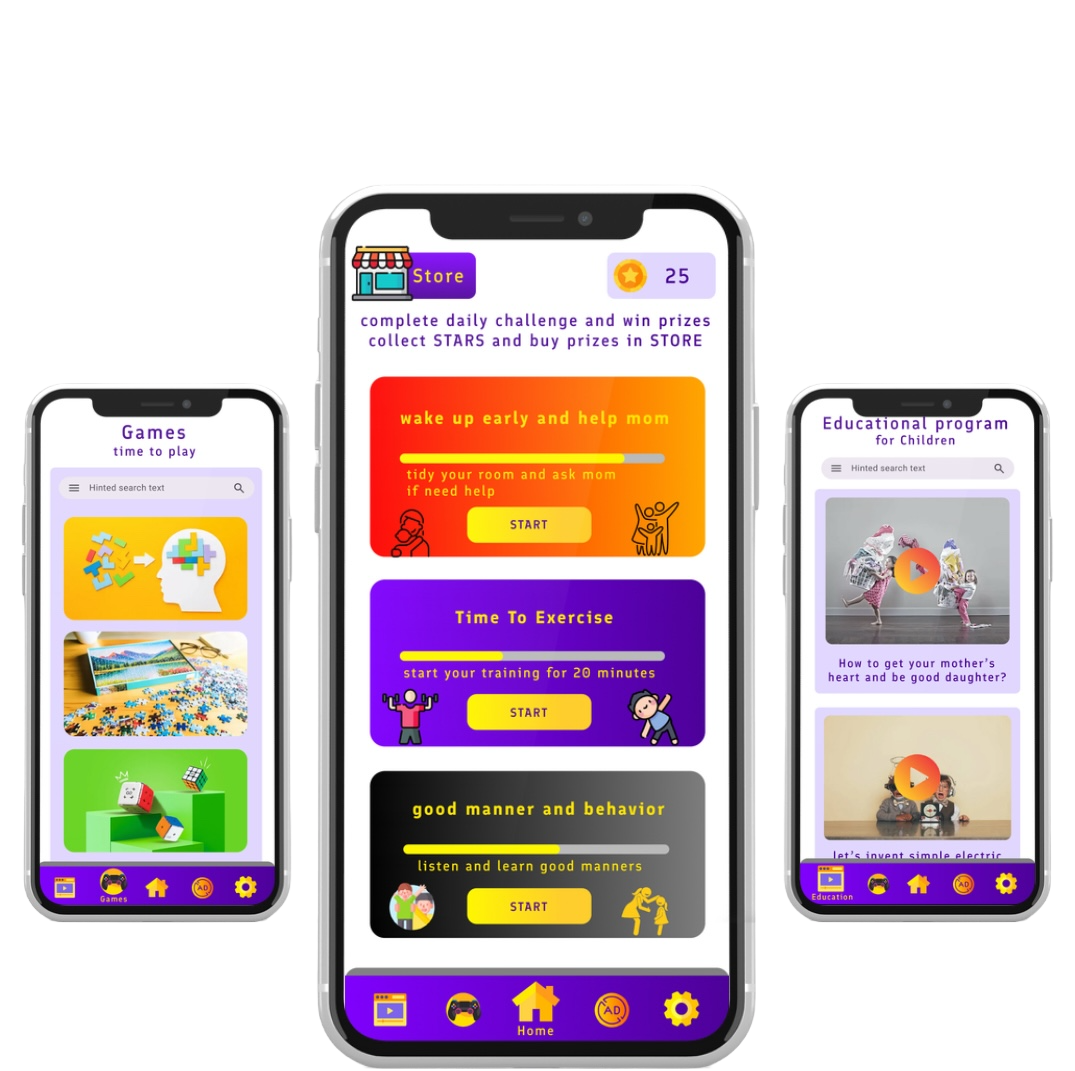 Games
time to play
Hinted search text
Games
Store
25
complete daily challenge and win prizes
collect STARS and buy prizes in STORE
wake up early and help mom
tidy your room and ask mom
if need help
START
Time To Exercise
start your training for 20 minutes
START
good manner and behavior
listen and learn good manners
START
AD
Home
Educational program
for Children
Hinted search text
How to get your mother's
heart and be good daughter?
let's invent simple electric
Education
AD
AD